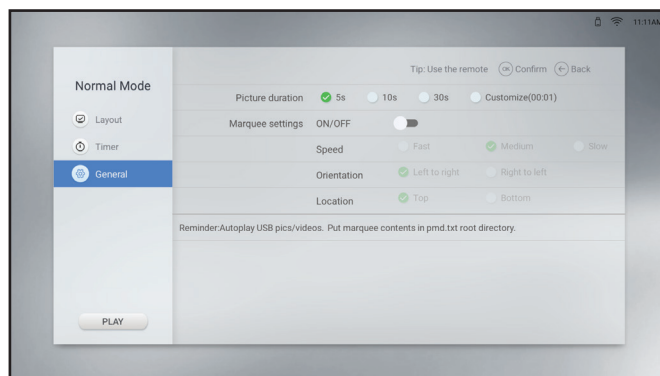 11:11AM
Tip: Use the remote OK Confirm Back
Normal Mode
Layout
Timer
General
PLAY
Picture duration 5s 10s 30s Customize(00:01)
Marquee settings ON/OFF
Speed Fast Medium Slow
Orientation Left to right Right to left
Location Top Bottom
Reminder:Autoplay USB pics/videos. Put marquee contents in pmd.txt root directory.